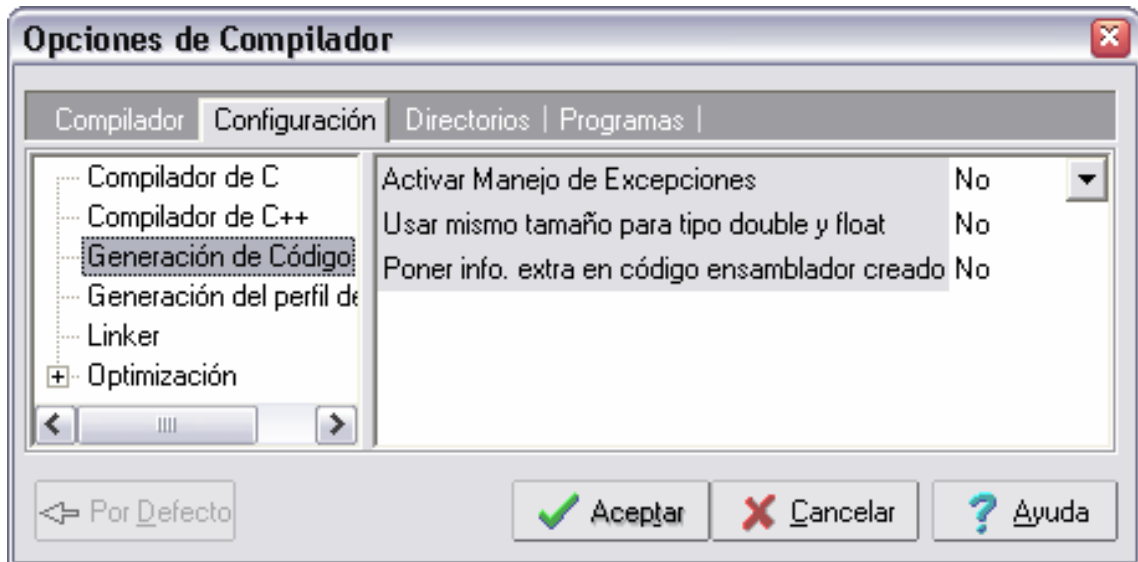 Opciones de Compilador
Compilador Configuración Directorios | Programas |
Compilador de C
Compilador de C++
Generación de Código
Generación del perfil de
Linker
Optimización
Activar Manejo de Excepciones No
Usar mismo tamaño para tipo double y float No
Poner info. extra en código ensamblador creado No
Por Defecto Aceptar Cancelar Ayuda